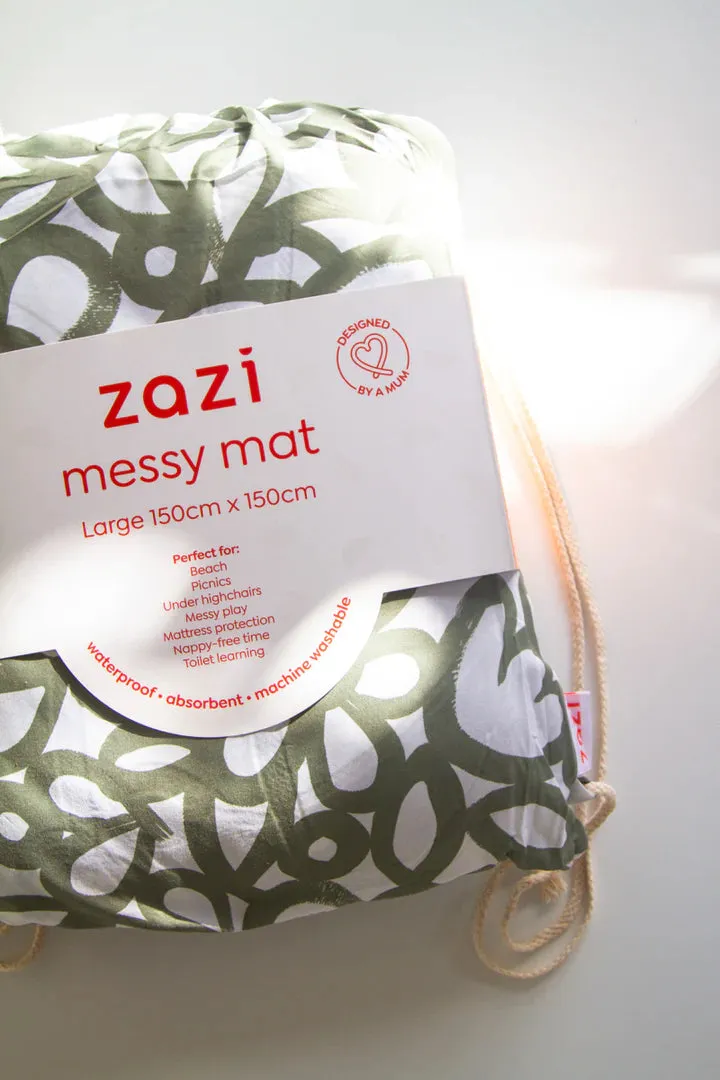 DESIGNED
BY A MUM
zazi
messy mat
Large 150cm x 150cm
Perfect for:
Beach
Picnics
Under highchairs
Messy play
Mattress protection
Nappy-free time
Toilet learning
waterproof • absorbent • machine washable
zazi